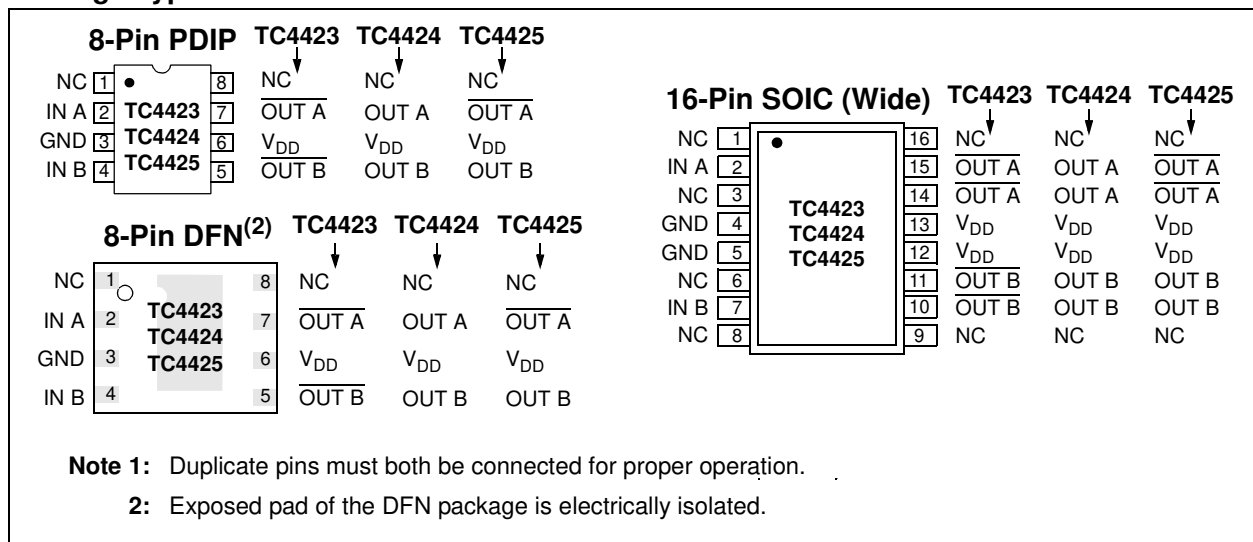 8-Pin PDIP TC4423 TC4424 TC4425
NC 1 8 NC NC NC
IN A 2 TC4423 7 OUT A OUT A OUT A
GND 3 TC4424 6 VDD VDD VDD
IN B 4 TC4425 5 OUT B OUT B OUT B
8-Pin DFN(2) TC4423 TC4424 TC4425
NC 1 8 NC NC NC
IN A 2 TC4423 7 OUT A OUT A OUT A
TC4424
GND 3 TC4425 6 VDD VDD VDD
IN B 4 5 OUT B OUT B OUT B
16-Pin SOIC (Wide) TC4423 TC4424 TC4425
NC 1 16 NC NC NC
IN A 2 15 OUT A OUT A OUT A
NC 3 14 OUT A OUT A OUT A
TC4423
GND 4 13 VDD VDD VDD
TC4424
GND 5 12 VDD VDD VDD
TC4425
NC 6 11 OUT B OUT B OUT B
IN B 7 10 OUT B OUT B OUT B
NC 8 9 NC NC NC
Note 1: Duplicate pins must both be connected for proper operation.
2: Exposed pad of the DFN package is electrically isolated.